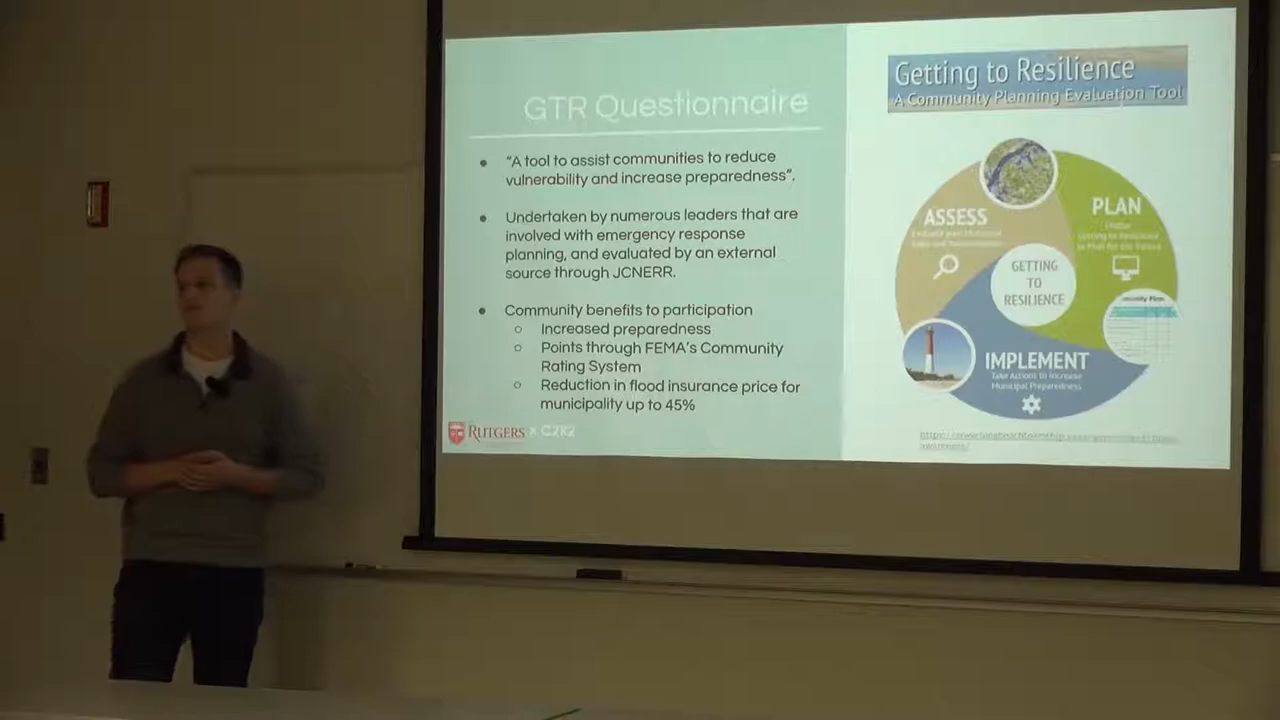 GTR Questionnaire
● "A tool to assist communities to reduce
vulnerability and increase preparedness".
● Undertaken by numerous leaders that are
involved with emergency response
planning, and evaluated by an external
source through JCNERR.
● Community benefits to participation
○ Increased preparedness
○ Points through FEMA's Community
Rating System
○ Reduction in flood insurance price for
municipality up to 45%
RUTGERS × C2R2
Getting to Resilience
A Community Planning Evaluation Tool
ASSESS
PLAN
GETTING
TO
RESILIENCE
IMPLEMENT
Take Actions to Increase
Municipal Preparedness